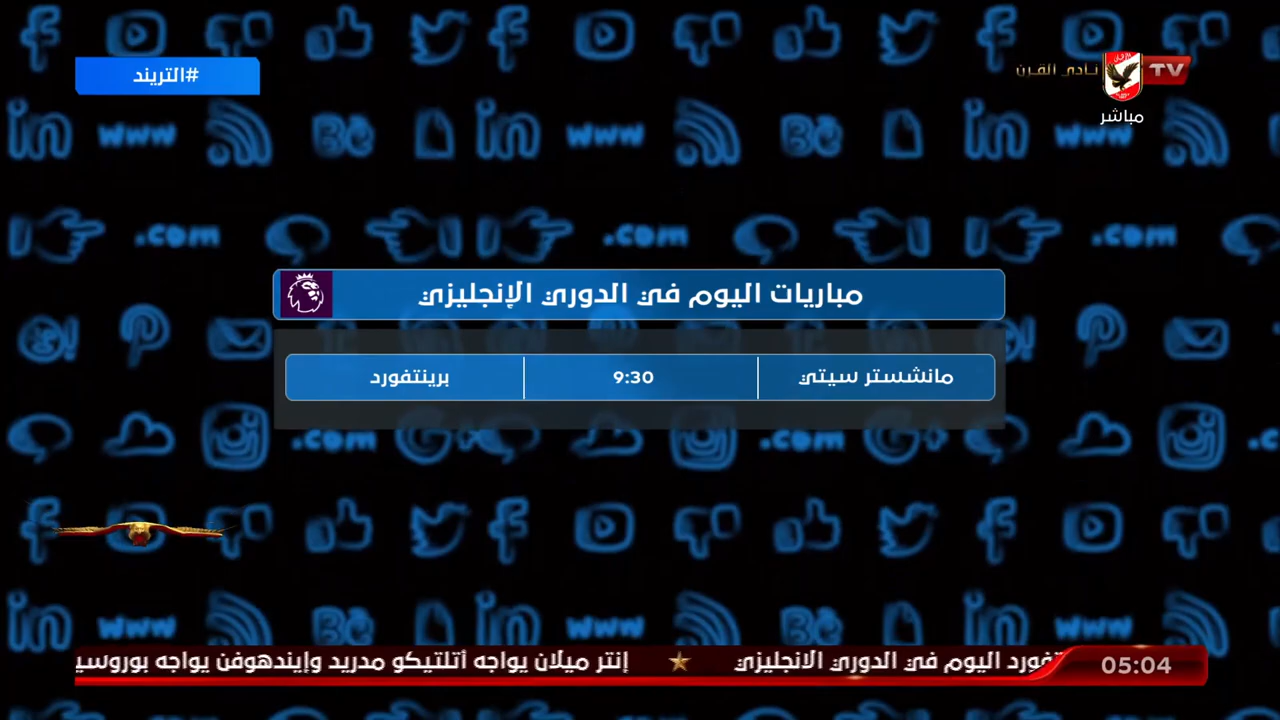 #التريند
نادي القرن
TV
مباشر
مباريات اليوم في الدوري الإنجليزي
مانشستر سيتي
9:30
برينتفورد
تفورد اليوم في الدوري الانجليزي ★ إنتر ميلان يواجه أتلتيكو مدريد وإيندهوفن يواجه بوروسي
05:04